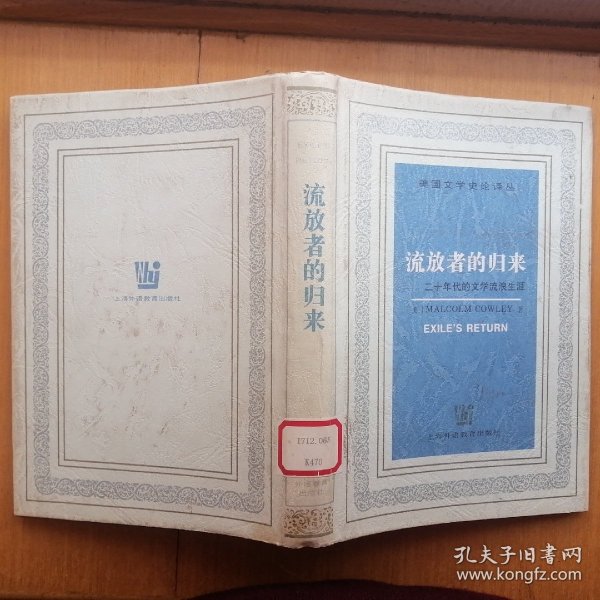 美国文学史论译丛
流放者的归来
二十年代的文学流浪生涯
MALCOLM COWLEY 著
EXILE'S RETURN
上海外语教育出版社
EXILE'S
RETURN
流放者的归来
I712.065
K470
上海外语教育出版社
孔夫子旧书网
www.kongfz.com